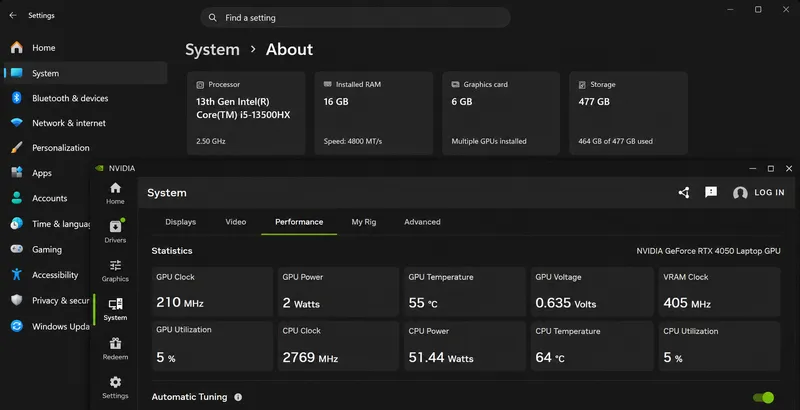 Settings
Find a setting
Home
System
Bluetooth & devices
Network & internet
Personalization
Apps
Accounts
Time & languag
Gaming
Accessibility
Privacy & secur
Windows Upda
System > About
Processor
13th Gen Intel(R)
Core(TM) i5-13500HX
2.50 GHz
Installed RAM
16 GB
Speed: 4800 MT/s
Graphics card
6 GB
Multiple GPUs installed
Storage
477 GB
464 GB of 477 GB used
NVIDIA
Home
Drivers
Graphics
System
Redeem
Settings
System
LOG IN
Displays
Video
Performance
My Rig
Advanced
Statistics
NVIDIA GeForce RTX 4050 Laptop GPU
GPU Clock
210 MHz
GPU Power
2 Watts
GPU Temperature
55 °C
GPU Voltage
0.635 Volts
VRAM Clock
405 MHz
GPU Utilization
5 %
CPU Clock
2769 MHz
CPU Power
51.44 Watts
CPU Temperature
64 °C
CPU Utilization
5 %
Automatic Tuning